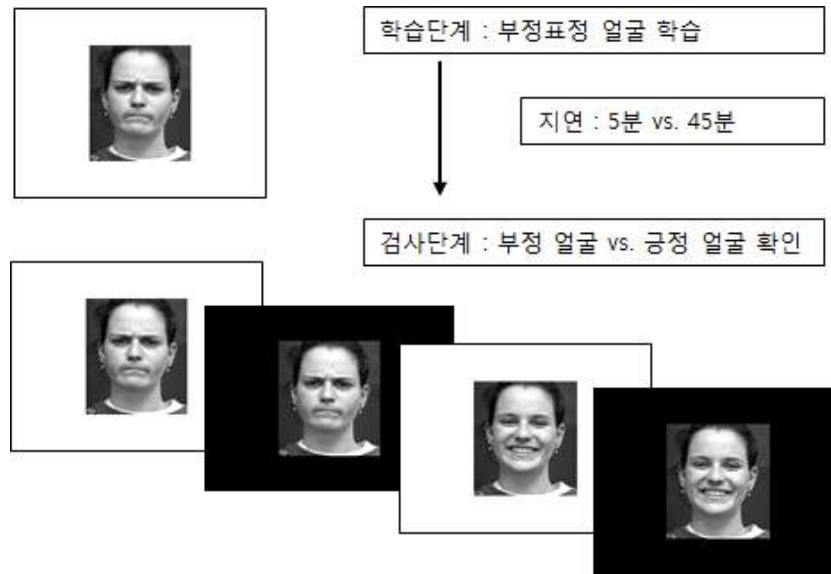 학습단계 : 부정표정 얼굴 학습
지연 : 5분 vs. 45분
검사단계 : 부정 얼굴 vs. 긍정 얼굴 확인